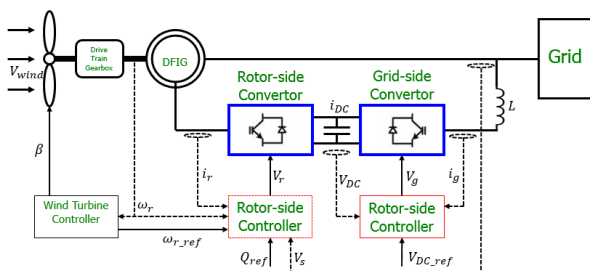 Drive
Train
Gearbox
DFIG
Rotor-side
Convertor
Grid-side
Convertor
Grid
V_wind
i_DC
L
β
i_r
V_r
V_DC
V_g
i_g
ω_r
Wind Turbine
Controller
ω_r_ref
Rotor-side
Controller
Rotor-side
Controller
Q_ref
V_s
V_DC_ref